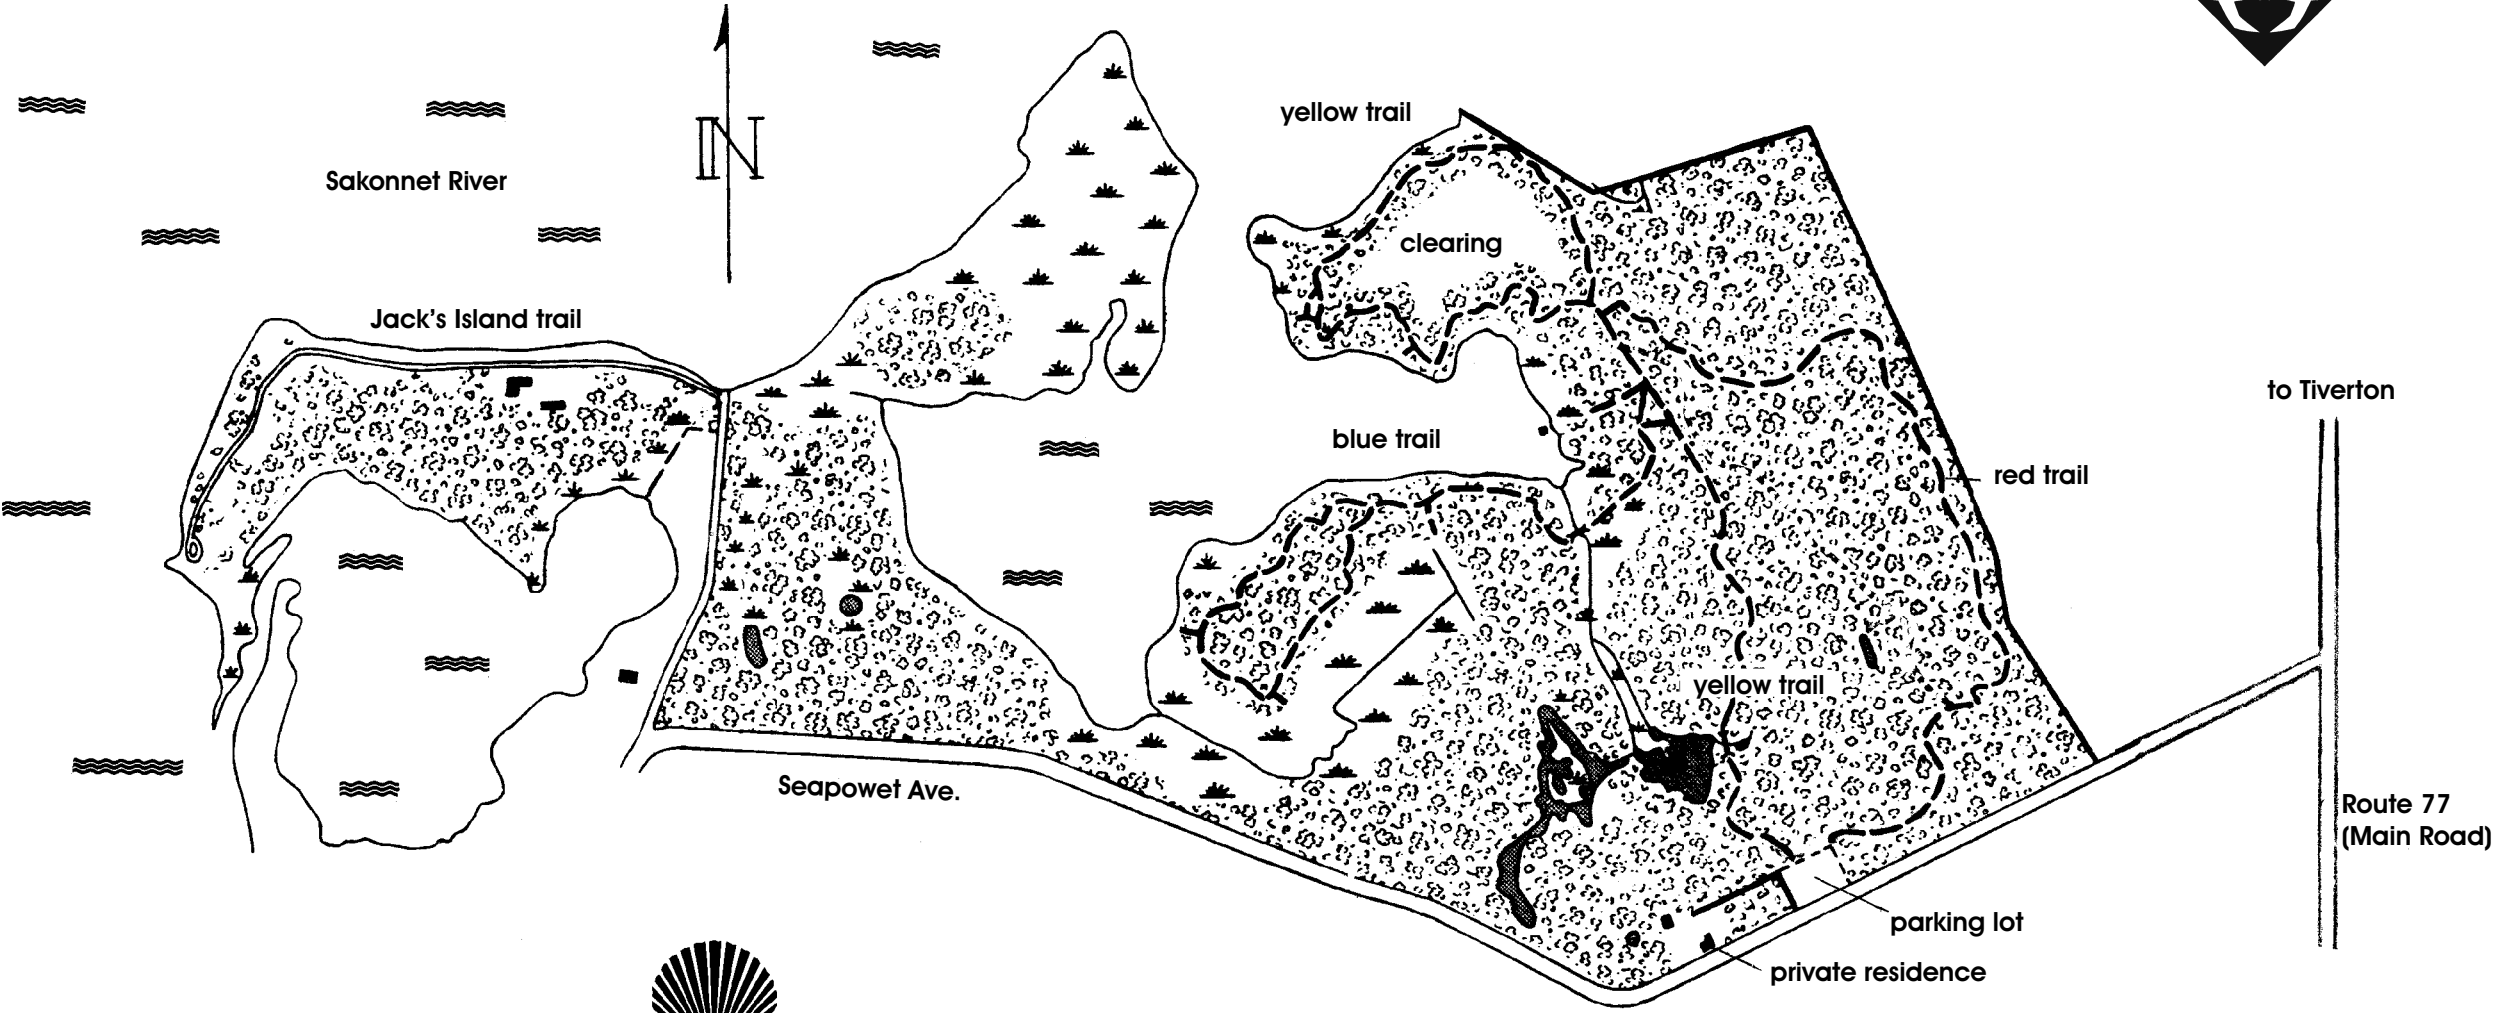 yellow trail
N
Sakonnet River
clearing
Jack's Island trail
to Tiverton
blue trail
red trail
yellow trail
Seapowet Ave.
Route 77
(Main Road)
parking lot
private residence